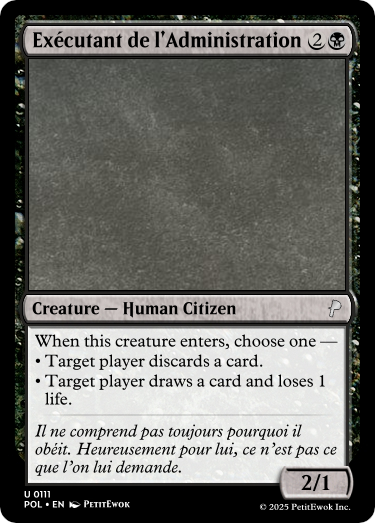 Exécutant de l'Administration 2
Creature — Human Citizen
When this creature enters, choose one —
• Target player discards a card.
• Target player draws a card and loses 1
life.
Il ne comprend pas toujours pourquoi il
obéit. Heureusement pour lui, ce n'est pas ce
que l'on lui demande.
2/1
U 0111
POL • EN PetitEwok
© 2025 PetitEwok Inc.